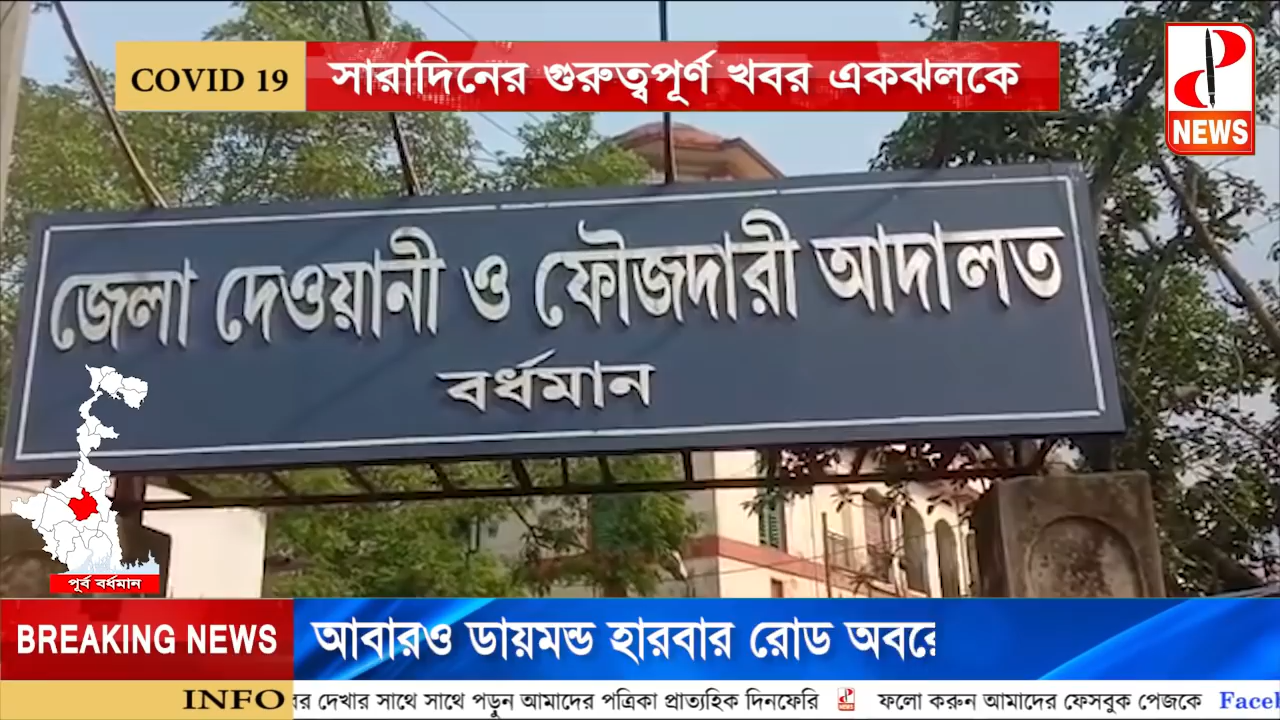 COVID 19 সারাদিনের গুরুত্বপূর্ণ খবর একঝলকে
NEWS
জেলা দেওয়ানী ও ফৌজদারী আদালত
বর্ধমান
পূর্ব বর্ধমান
BREAKING NEWS আবারও ডায়মন্ড হারবার রোড
INFO দেখার সাথে সাথে পড়ুন আমাদের পত্রিকা প্রাত্যহিক দিনফেরি NEWS ফলো করুন আমাদের ফেসবুক পেজকে